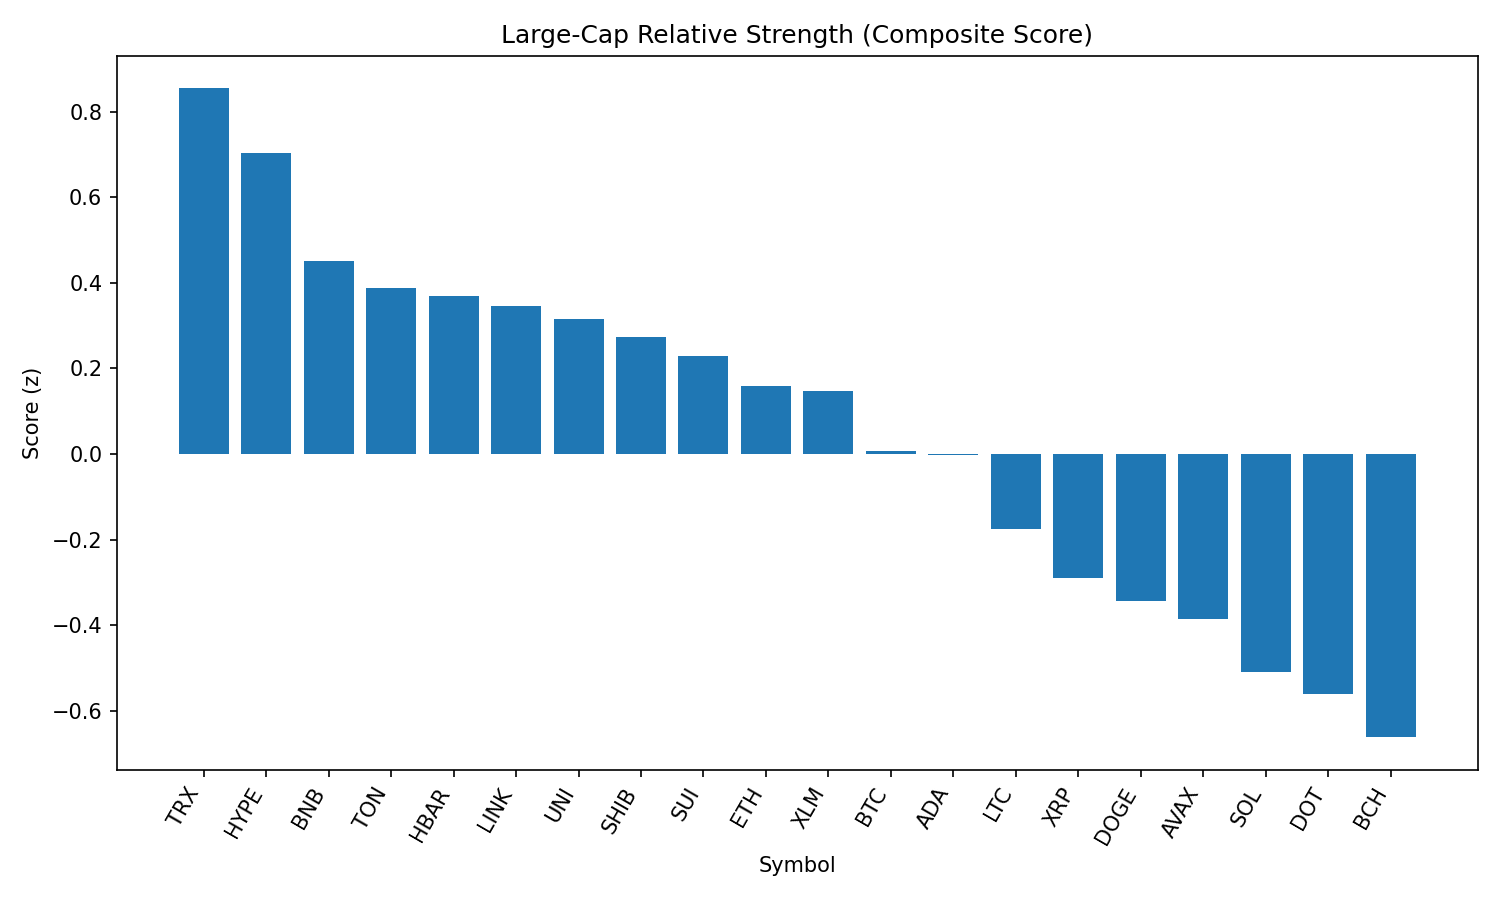 Large-Cap Relative Strength (Composite Score)
Score (z)
0.8
0.6
0.4
0.2
0.0
−0.2
−0.4
−0.6
TRX
HYPE
BNB
TON
HBAR
LINK
UNI
SHIB
SUI
ETH
XLM
BTC
ADA
LTC
XRP
DOGE
AVAX
SOL
DOT
BCH
Symbol